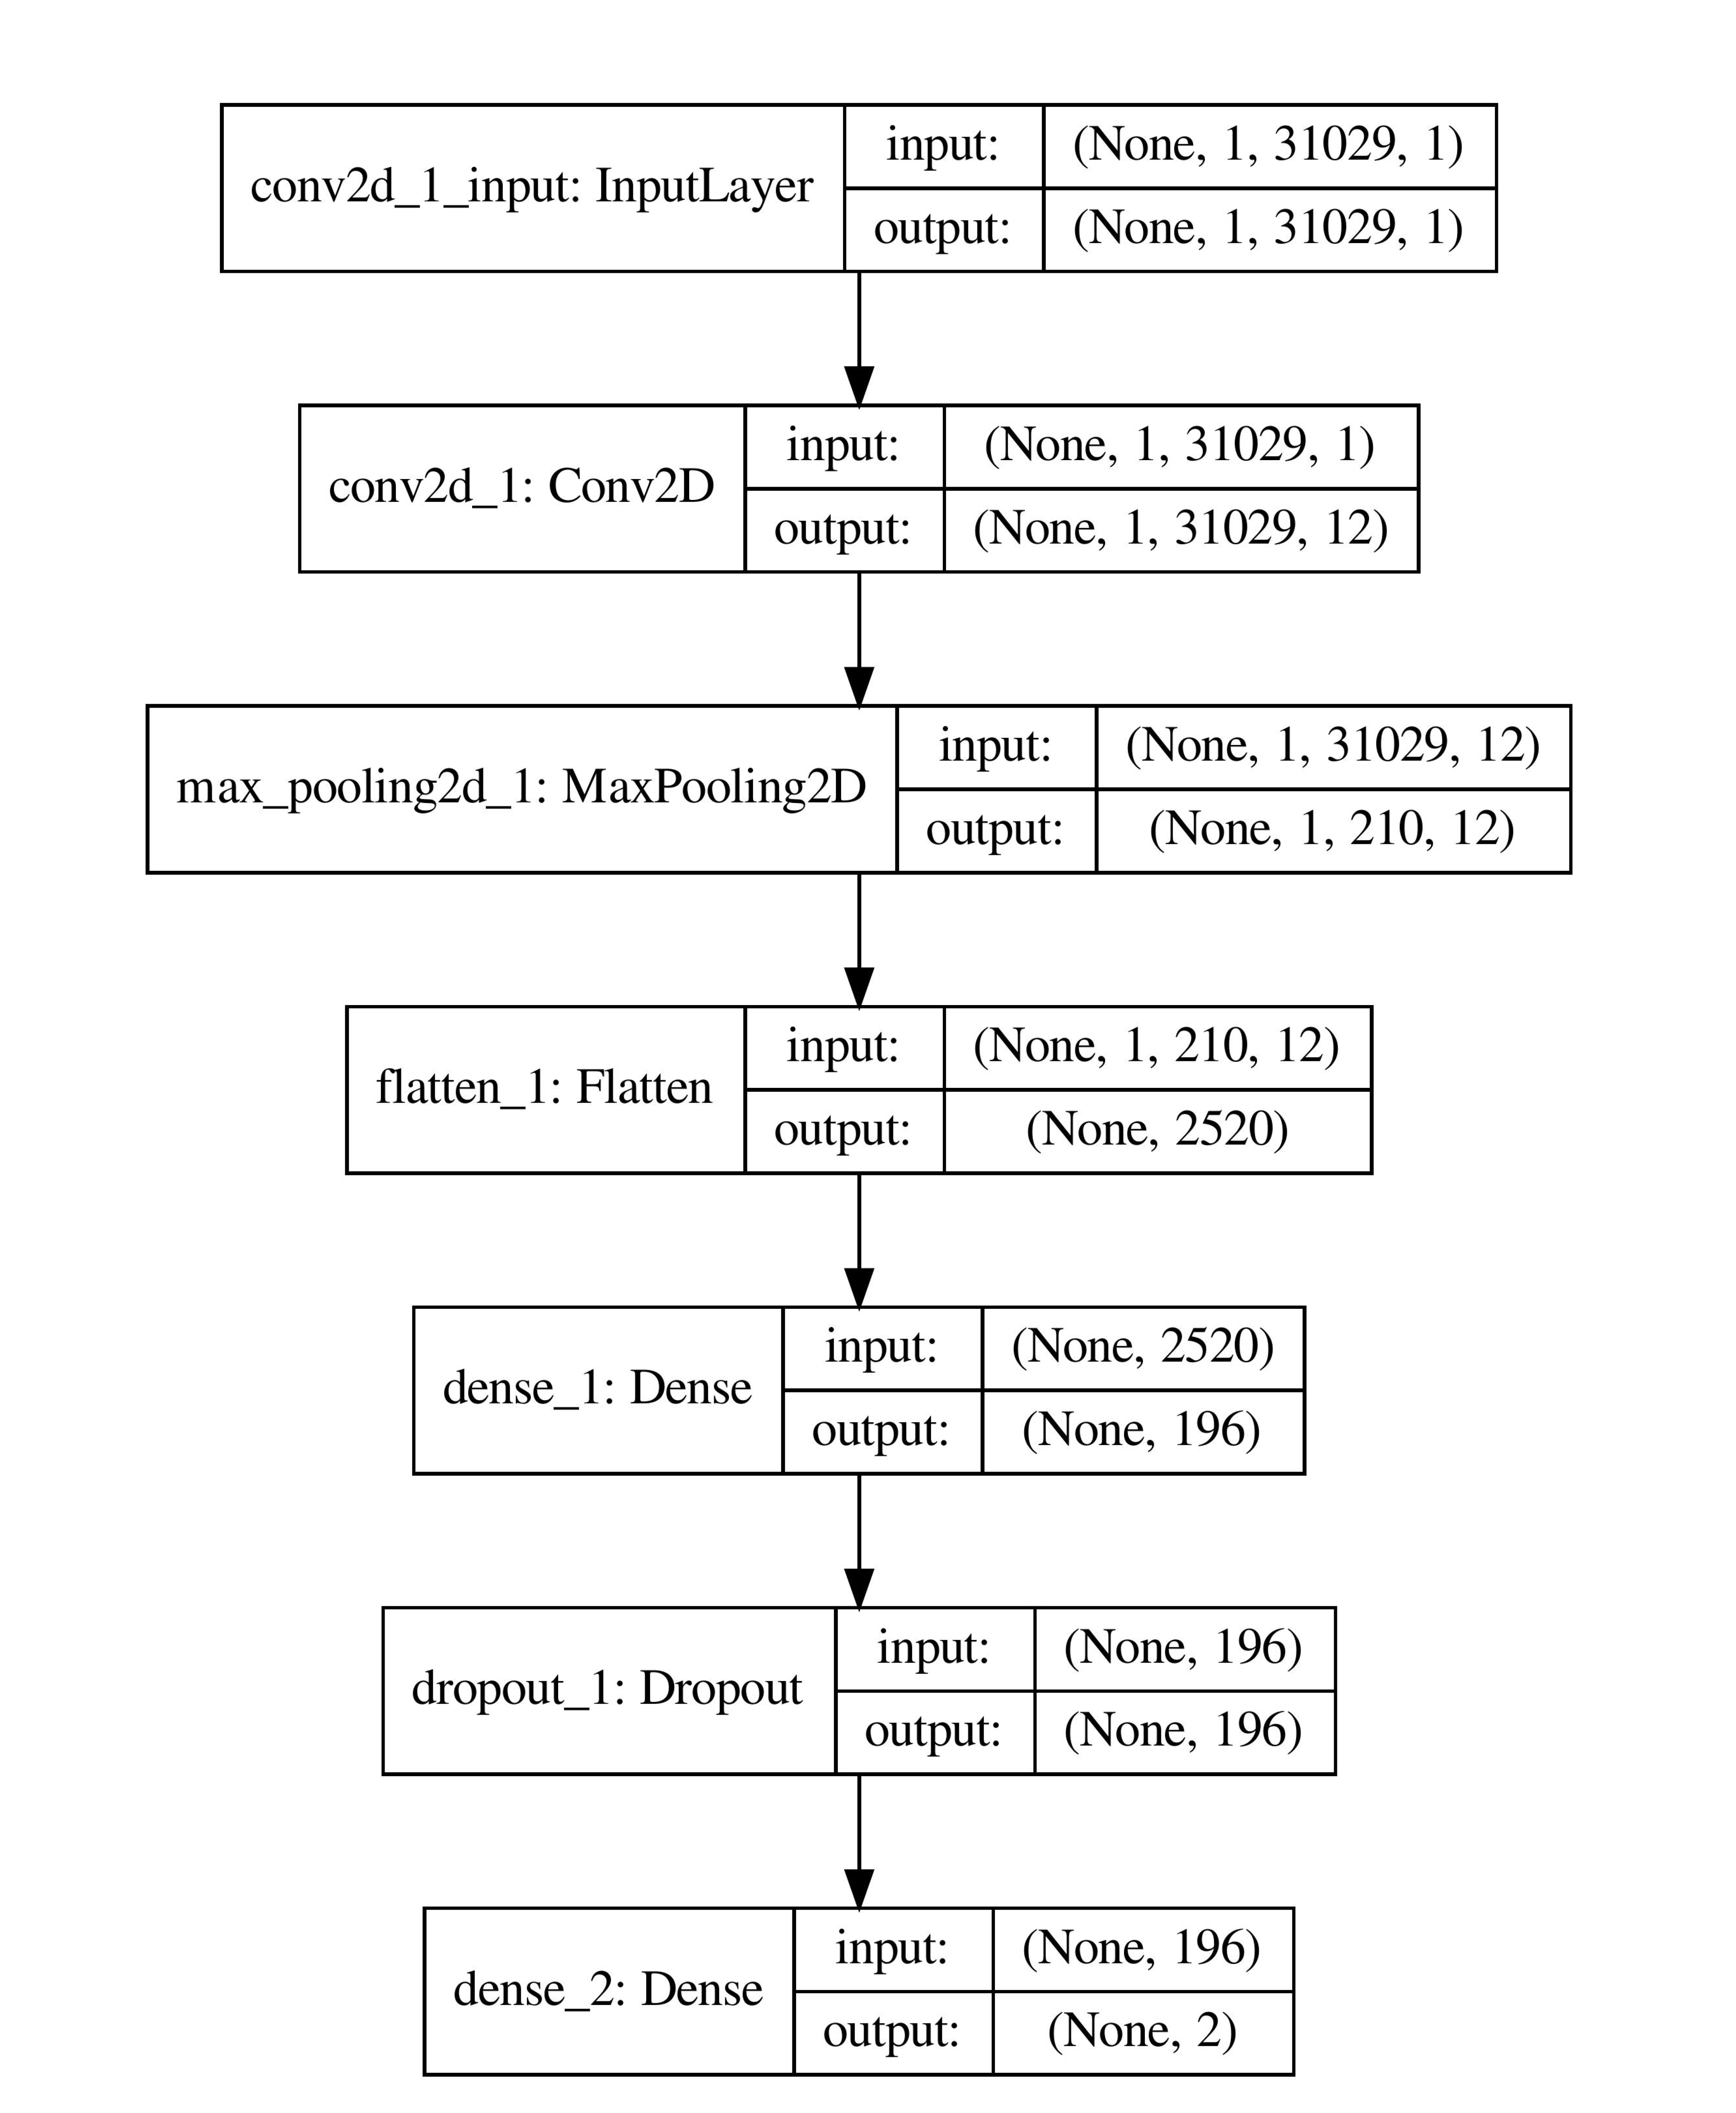 conv2d_1_input: InputLayer
input:
(None, 1, 31029, 1)
output:
(None, 1, 31029, 1)
conv2d_1: Conv2D
input:
(None, 1, 31029, 1)
output:
(None, 1, 31029, 12)
max_pooling2d_1: MaxPooling2D
input:
(None, 1, 31029, 12)
output:
(None, 1, 210, 12)
flatten_1: Flatten
input:
(None, 1, 210, 12)
output:
(None, 2520)
dense_1: Dense
input:
(None, 2520)
output:
(None, 196)
dropout_1: Dropout
input:
(None, 196)
output:
(None, 196)
dense_2: Dense
input:
(None, 196)
output:
(None, 2)